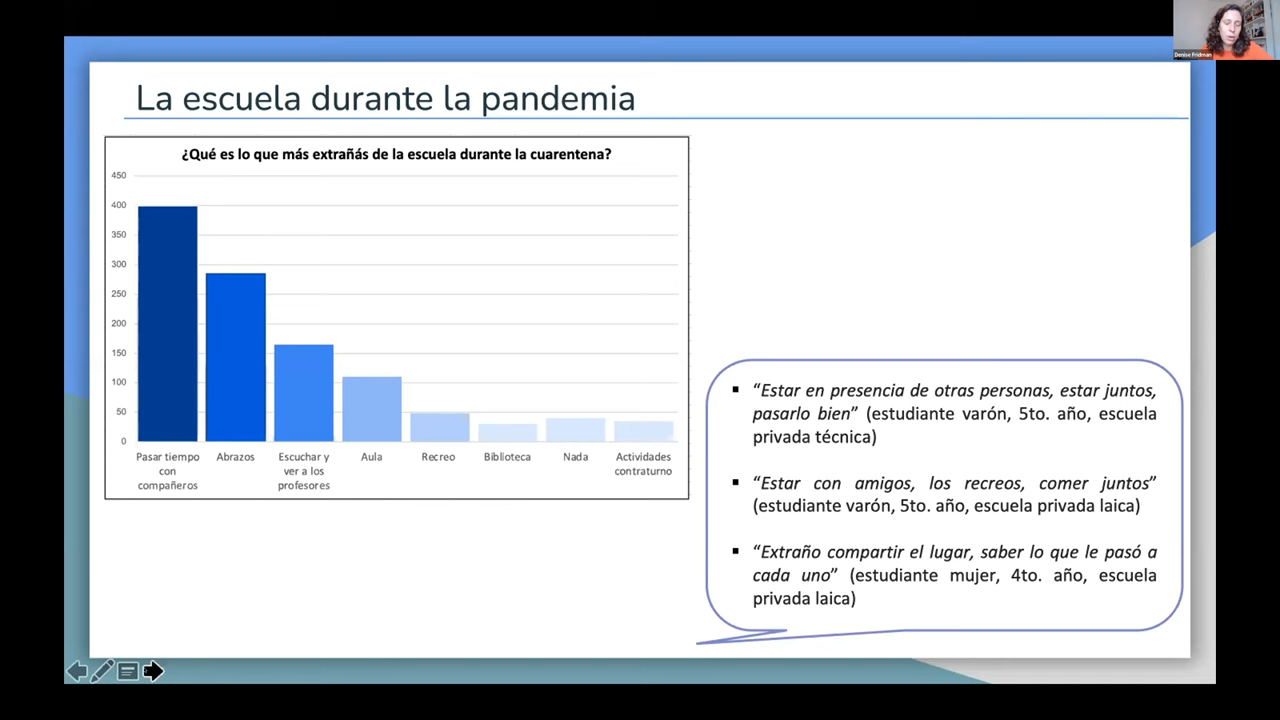 Denise Fridman
La escuela durante la pandemia
¿Qué es lo que más extrañás de la escuela durante la cuarentena?
450
400
350
300
250
200
150
100
50
0
Pasar tiempo
con
compañeros
Abrazos
Escuchar y
ver a los
profesores
Aula
Recreo
Biblioteca
Nada
Actividades
contraturno
▪ “Estar en presencia de otras personas, estar juntos,
pasarlo bien” (estudiante varón, 5to. año, escuela
privada técnica)
▪ “Estar con amigos, los recreos, comer juntos”
(estudiante varón, 5to. año, escuela privada laica)
▪ “Extraño compartir el lugar, saber lo que le pasó a
cada uno” (estudiante mujer, 4to. año, escuela
privada laica)